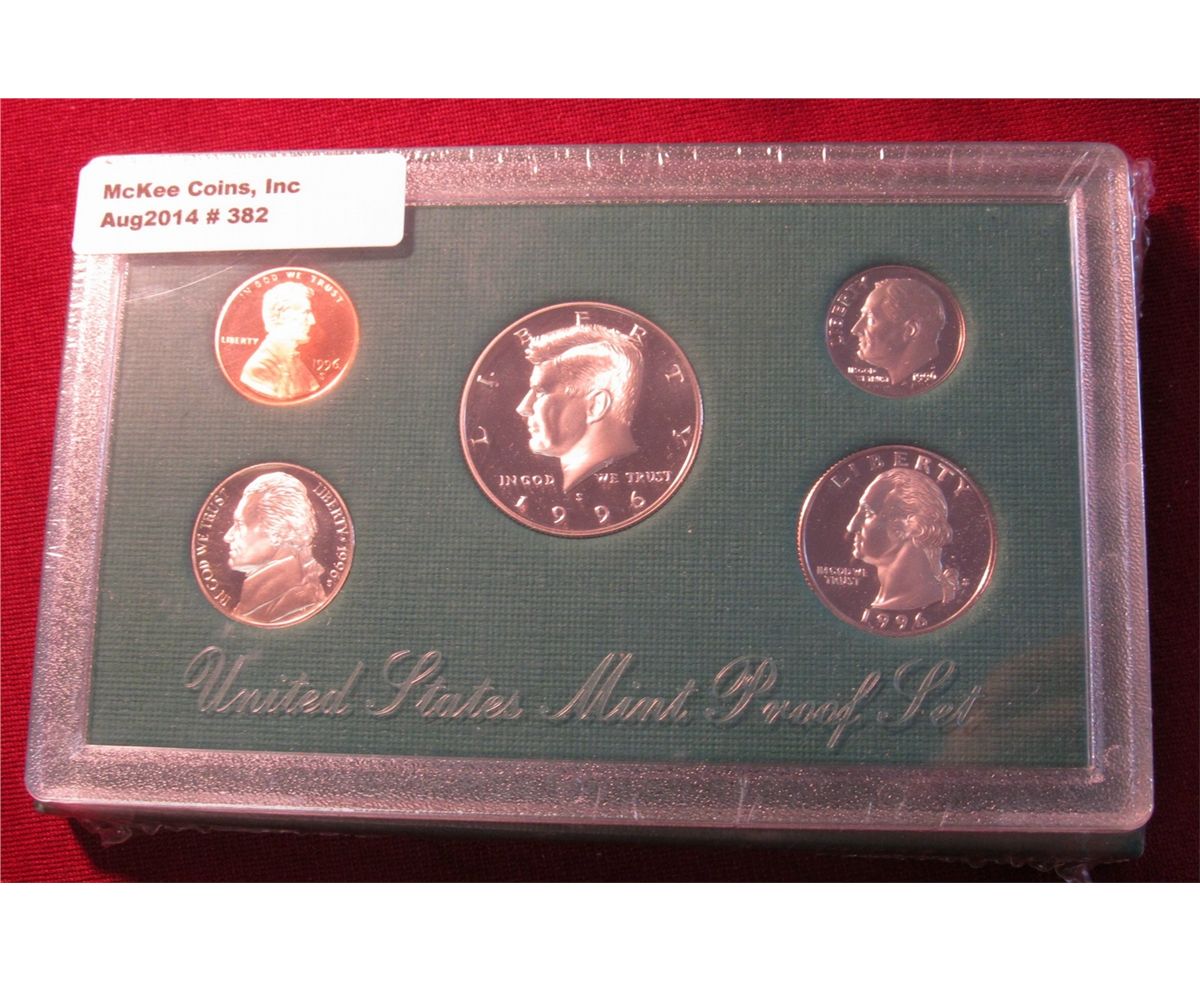 McKee Coins, Inc
Aug2014 # 382
IN GOD WE TRUST
LIBERTY
1996
S
LIBERTY
IN GOD WE TRUST
S
1996
LIBERTY
IN GOD
WE TRUST
1996
IN GOD WE TRUST
LIBERTY
1996
LIBERTY
IN GOD WE
TRUST
S
1996
United States Mint Proof Set